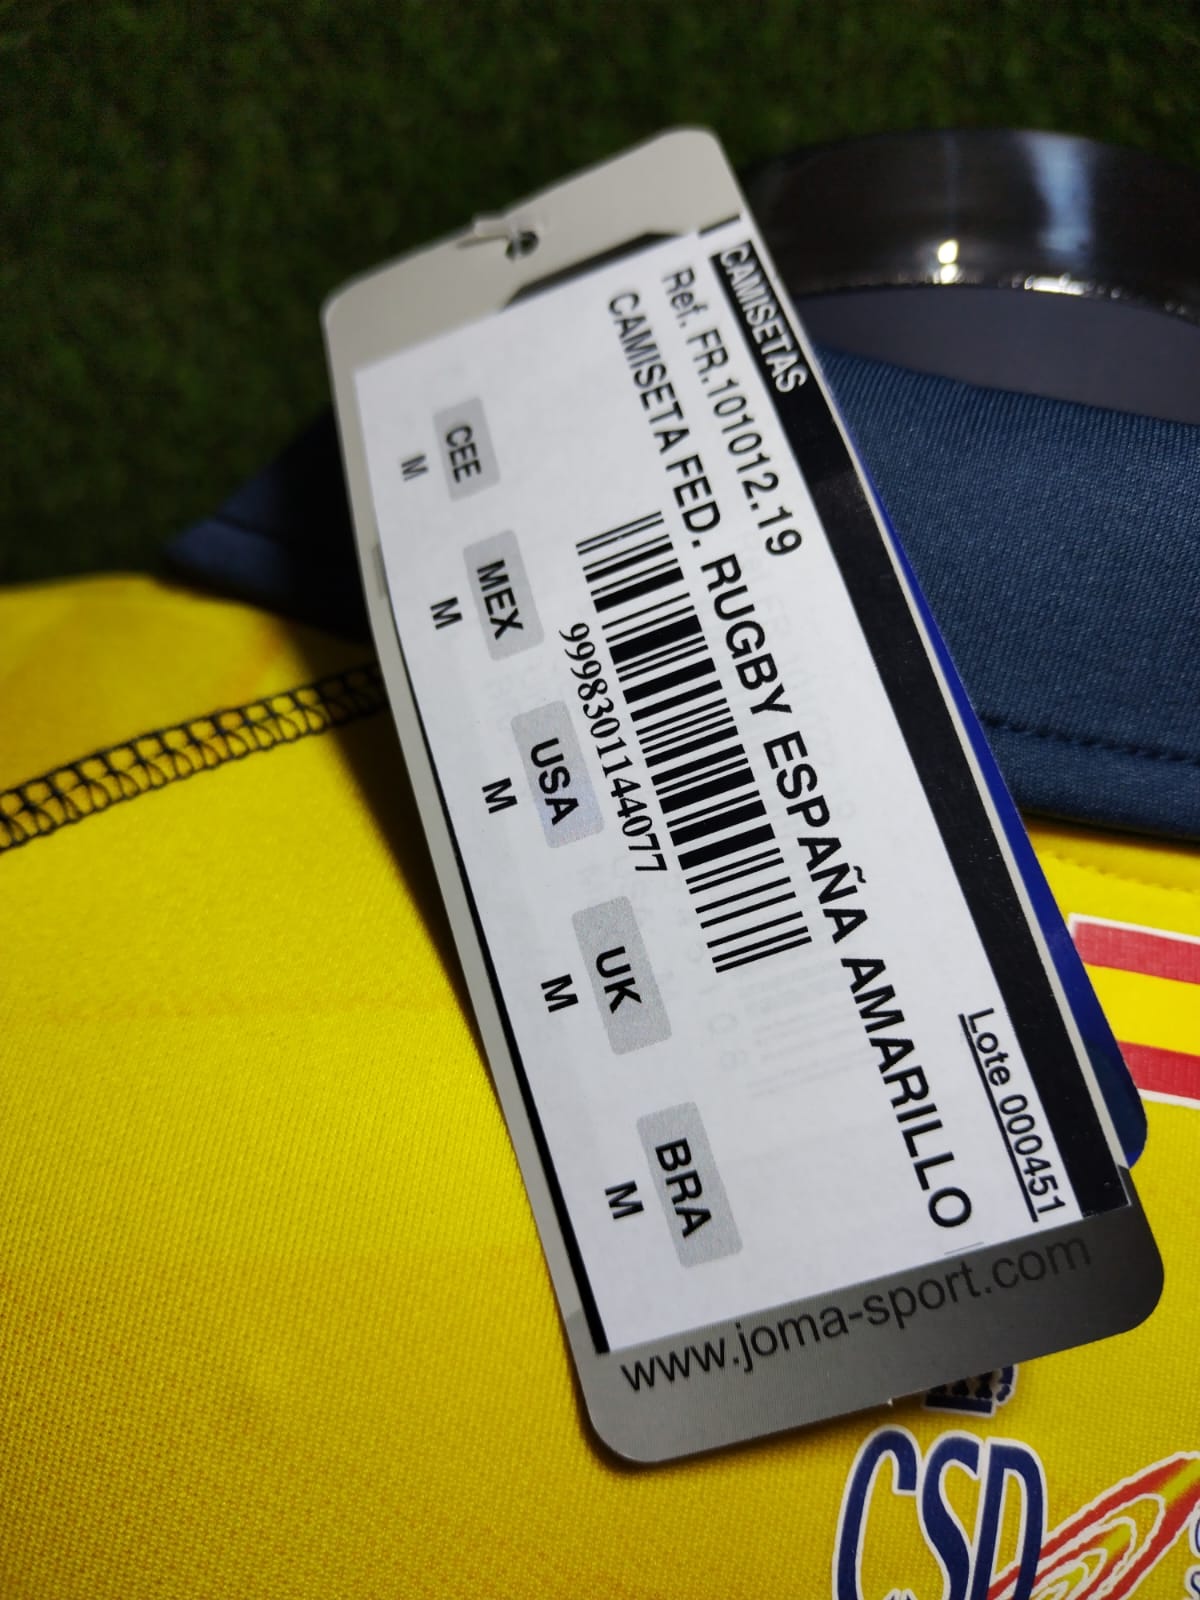 CAMISETAS
Lote 000451
Ref. FR.101012.19
CAMISETA FED. RUGBY ESPAÑA AMARILLO
9998301144077
CEE MEX USA UK BRA
M M M M M
www.joma-sport.com
CSD